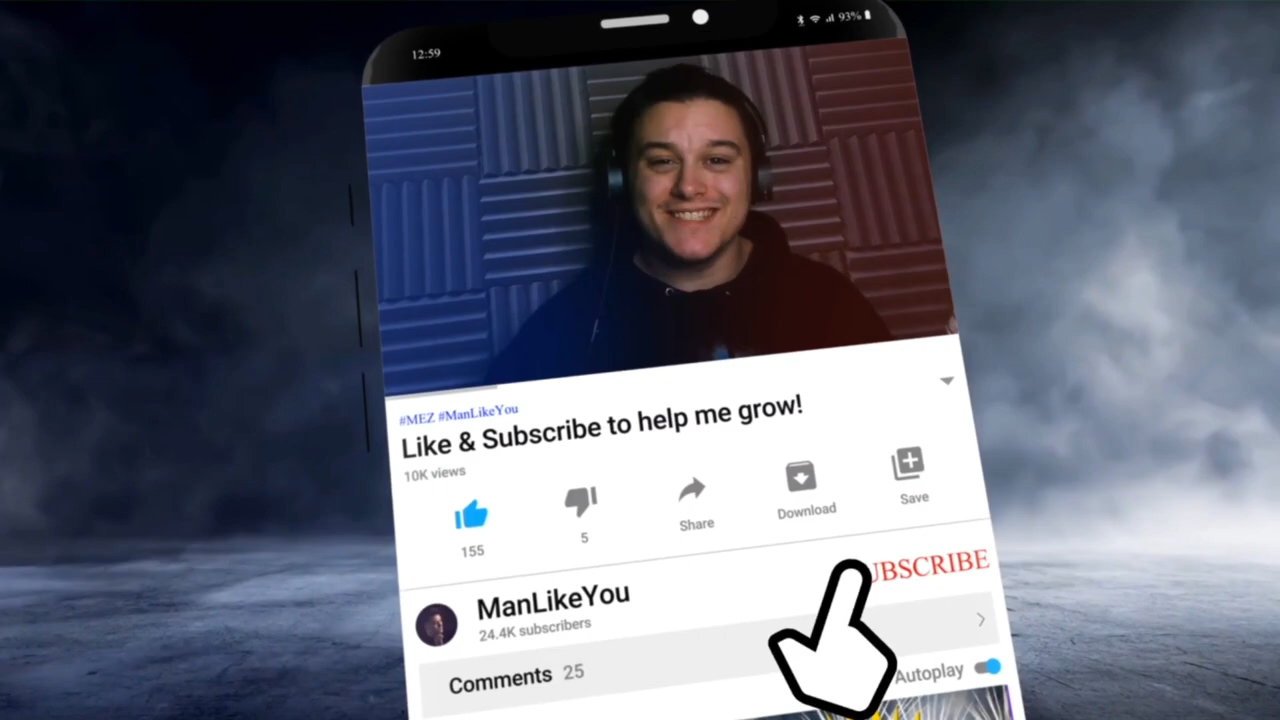 12:59
93%
#MEZ #ManLikeYou
Like & Subscribe to help me grow!
10K views
155
5
Share
Download
Save
ManLikeYou
UBSCRIBE
24.4K subscribers
Comments 25
Autoplay